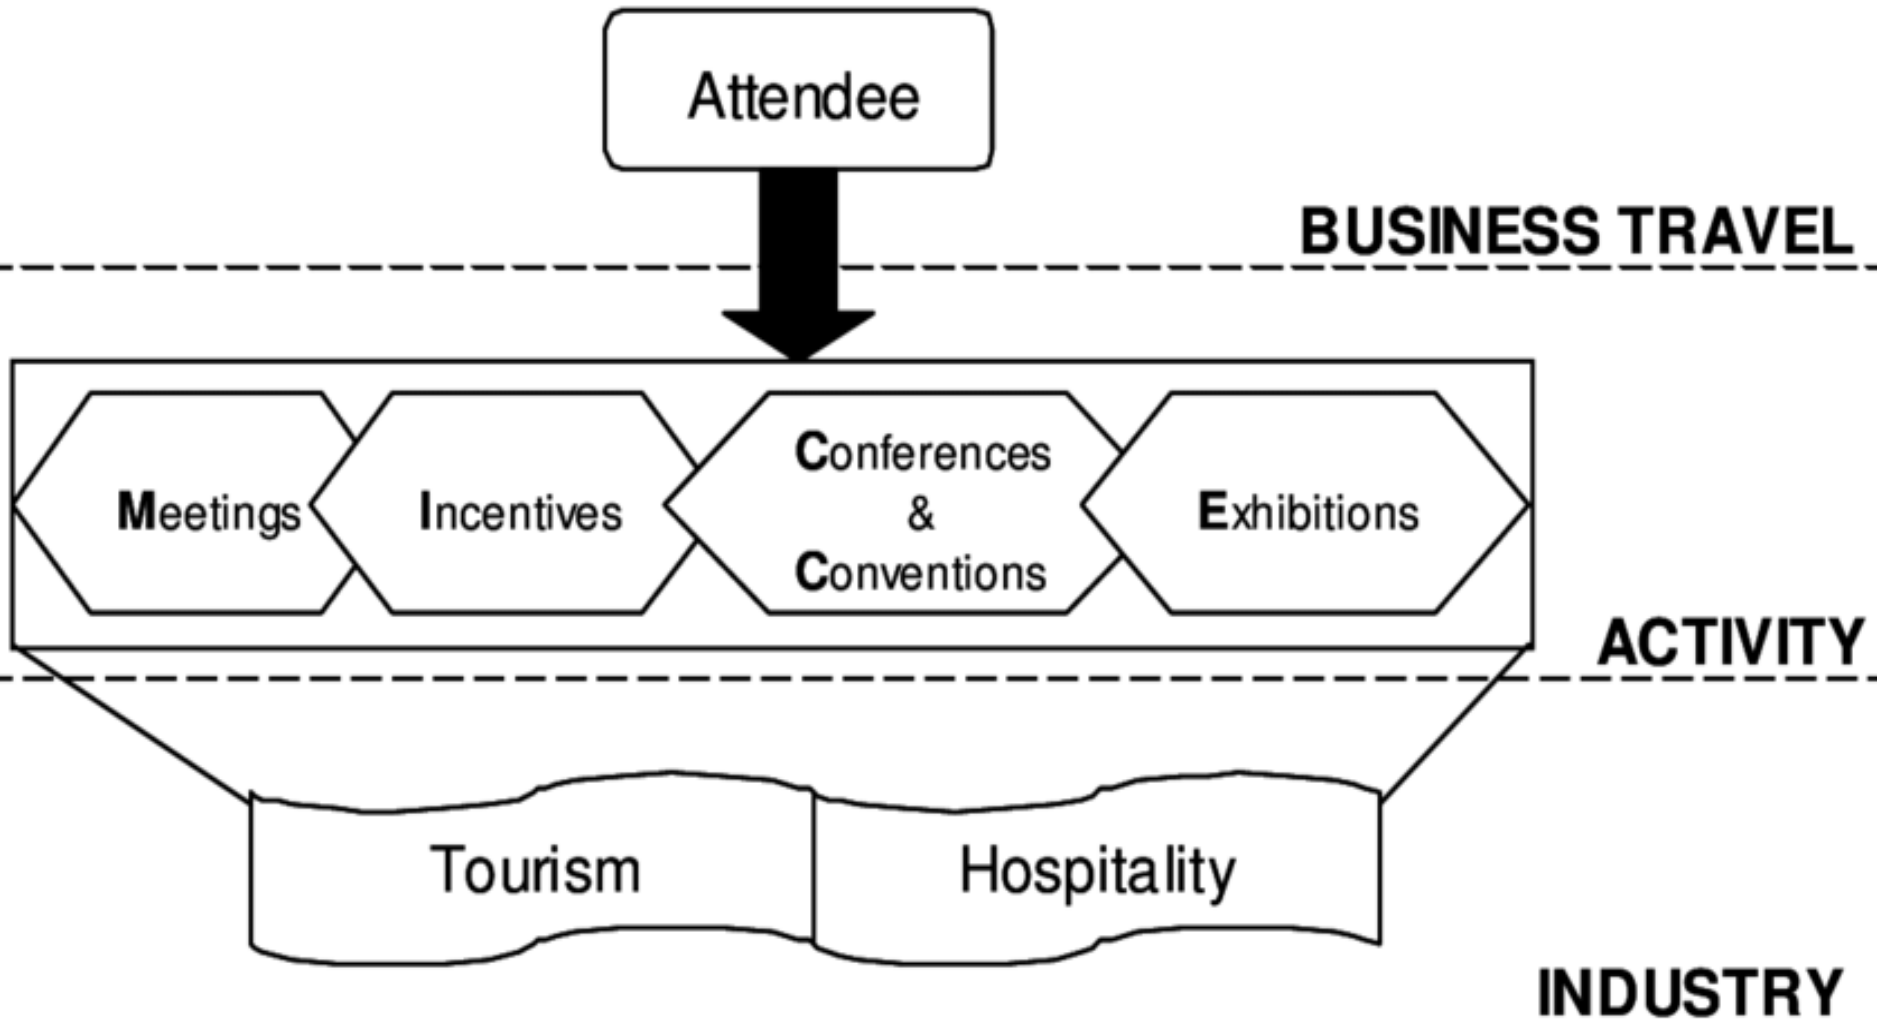 Attendee
BUSINESS TRAVEL
Meetings
Incentives
Conferences
&
Conventions
Exhibitions
ACTIVITY
Tourism
Hospitality
INDUSTRY